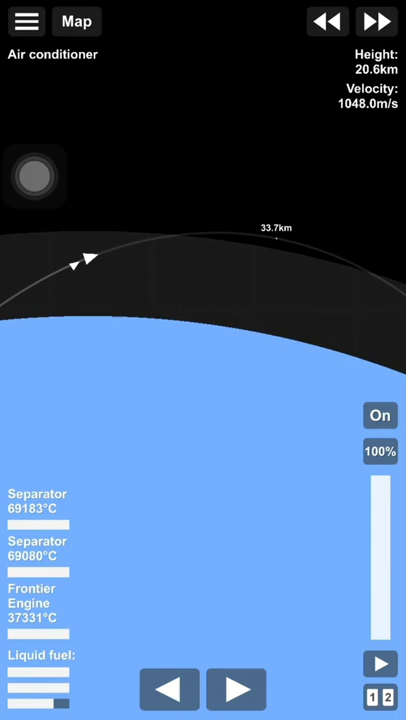 Map
Air conditioner
Height:
20.6km
Velocity:
1048.0m/s
33.7km
On
100%
Separator
69183°C
Separator
69080°C
Frontier
Engine
37331°C
Liquid fuel:
1 2